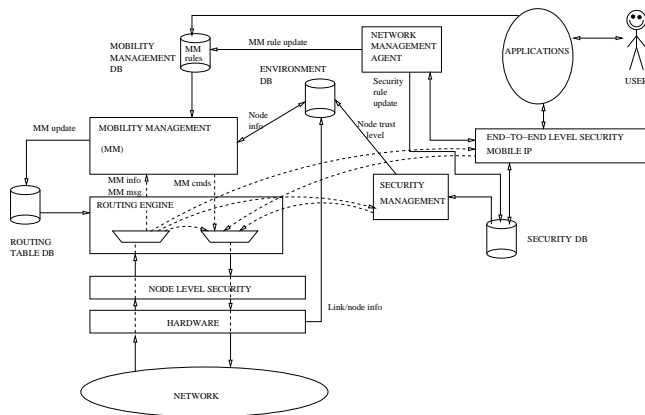 MOBILITY
MANAGEMENT
DB
MM
rules
MM rule update
NETWORK
MANAGEMENT
AGENT
APPLICATIONS
USER
ENVIRONMENT
DB
Security
rule
update
MM update
MOBILITY MANAGEMENT
(MM)
Node
info
Node trust
level
END-TO-END LEVEL SECURITY
MOBILE IP
MM info
MM msg
MM cmds
SECURITY
MANAGEMENT
ROUTING ENGINE
ROUTING
TABLE DB
SECURITY DB
NODE LEVEL SECURITY
Link/node info
HARDWARE
NETWORK